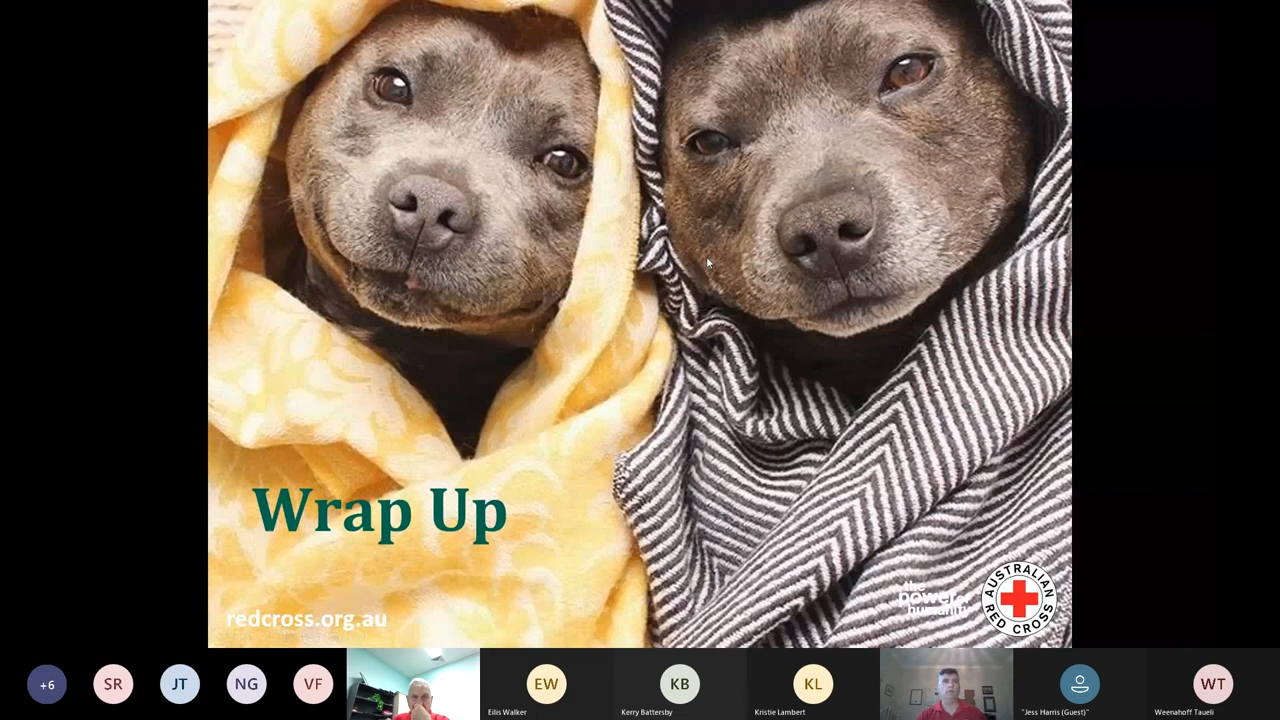 Wrap Up
redcross.org.au
the
power of
humanity
AUSTRALIAN
RED CROSS
+6
SR
JT
NG
VF
EW
Eilis Walker
KB
Kerry Battersby
KL
Kristie Lambert
"Jess Harris (Guest)"
WT
Weenahoff Taueli